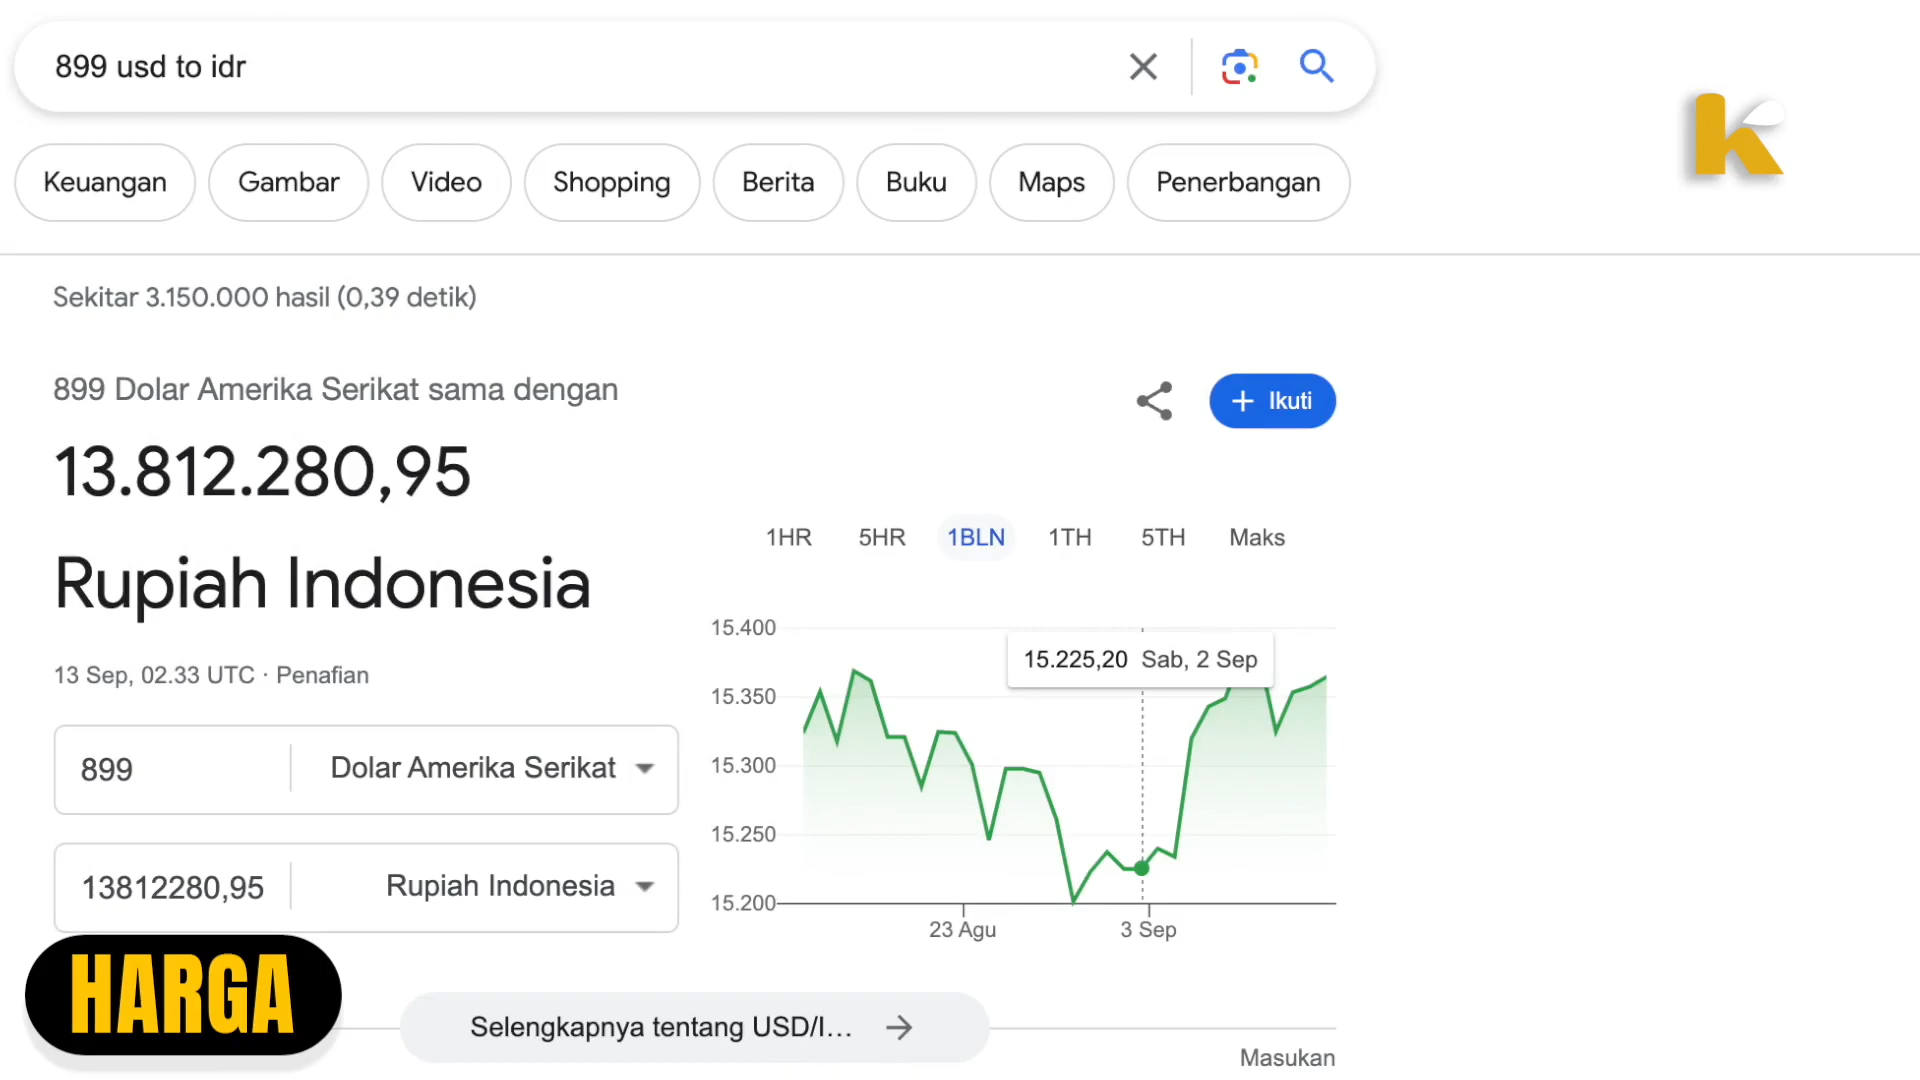 899 usd to idr
k
Keuangan
Gambar
Video
Shopping
Berita
Buku
Maps
Penerbangan
Sekitar 3.150.000 hasil (0,39 detik)
899 Dolar Amerika Serikat sama dengan
Ikuti
13.812.280,95
Rupiah Indonesia
13 Sep, 02.33 UTC · Penafian
1HR
5HR
1BLN
1TH
5TH
Maks
899
Dolar Amerika Serikat
13812280,95
Rupiah Indonesia
15.400
15.350
15.300
15.250
15.200
15.225,20 Sab, 2 Sep
23 Agu
3 Sep
HARGA
Selengkapnya tentang USD/I…
Masukan